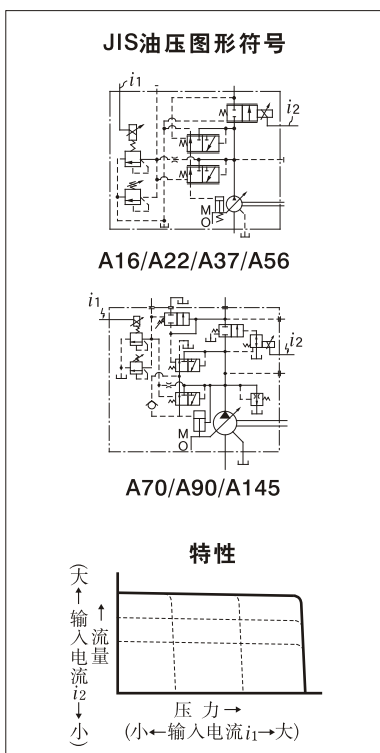 JIS油压图形符号
i1
i2
M
O
A16/A22/A37/A56
i1
i2
M
O
A70/A90/A145
特性
(大←输入电流i2→小)
流量→
压力→
(小←输入电流i1→大)